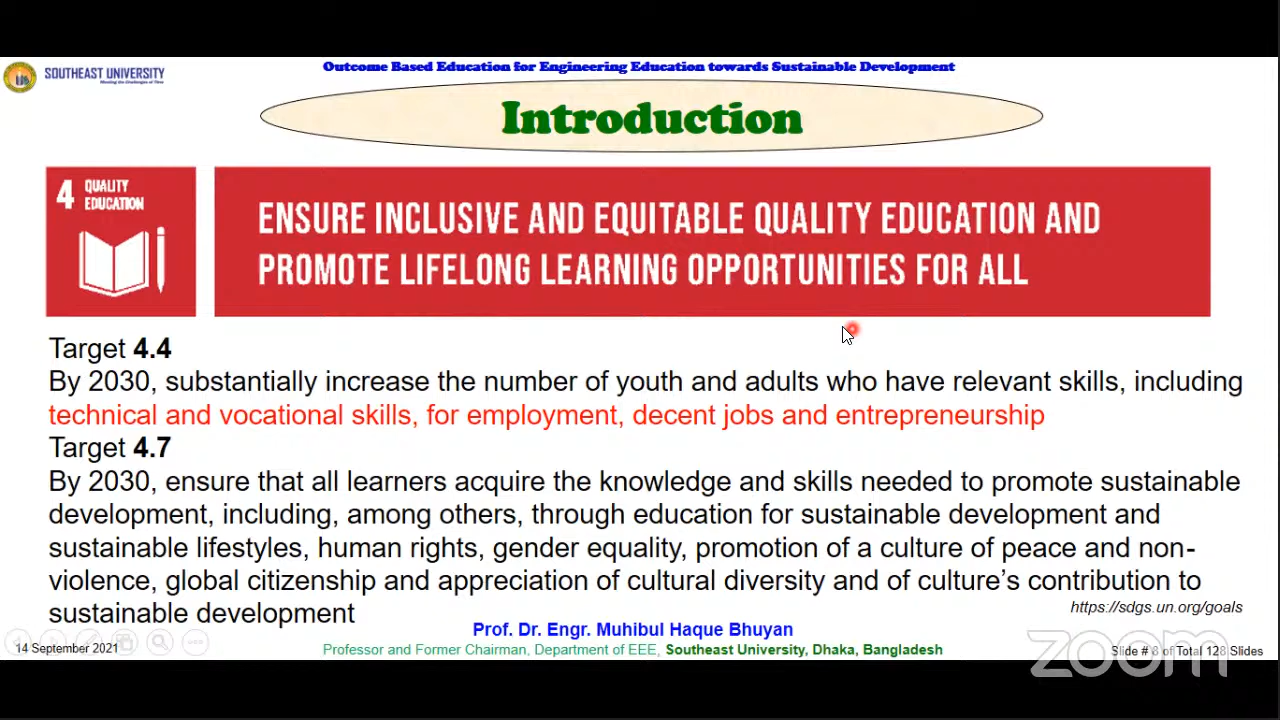 SOUTHEAST UNIVERSITY
Meeting the Challenges of Time
Outcome Based Education for Engineering Education towards Sustainable Development
Introduction
4 QUALITY
EDUCATION
ENSURE INCLUSIVE AND EQUITABLE QUALITY EDUCATION AND
PROMOTE LIFELONG LEARNING OPPORTUNITIES FOR ALL
Target 4.4
By 2030, substantially increase the number of youth and adults who have relevant skills, including
technical and vocational skills, for employment, decent jobs and entrepreneurship
Target 4.7
By 2030, ensure that all learners acquire the knowledge and skills needed to promote sustainable
development, including, among others, through education for sustainable development and
sustainable lifestyles, human rights, gender equality, promotion of a culture of peace and non-
violence, global citizenship and appreciation of cultural diversity and of culture’s contribution to
sustainable development
https://sdgs.un.org/goals
Prof. Dr. Engr. Muhibul Haque Bhuyan
14 September 2021
Professor and Former Chairman, Department of EEE, Southeast University, Dhaka, Bangladesh
Slide # 8 of Total 128 Slides
zoom